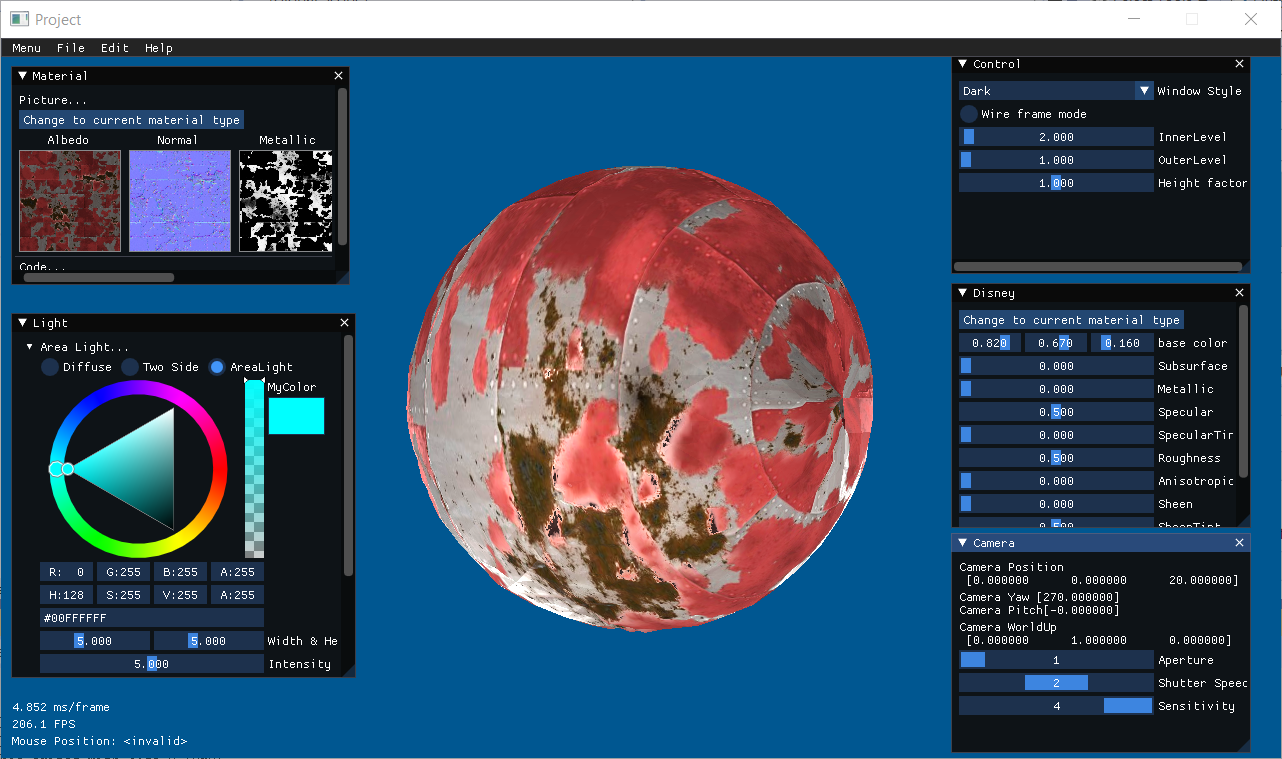 Project
Menu File Edit Help
Material
Picture...
Change to current material type
Albedo Normal Metallic
Code...
Light
Area Light...
Diffuse Two Side AreaLight
MyColor
R: 0 G:255 B:255 A:255
H:128 S:255 V:255 A:255
#00FFFFFF
5.000 5.000 Width & He
5.000 Intensity
4.852 ms/frame
206.1 FPS
Mouse Position: <invalid>
Control
Dark Window Style
Wire frame mode
2.000 InnerLevel
1.000 OuterLevel
1.000 Height factor
Disney
Change to current material type
0.820 0.670 0.160 base color
0.000 Subsurface
0.000 Metallic
0.500 Specular
0.000 SpecularTir
0.500 Roughness
0.000 Anisotropic
0.000 Sheen
0.500 SheenTint
Camera
Camera Position
[0.000000 0.000000 20.000000]
Camera Yaw [270.000000]
Camera Pitch[-0.000000]
Camera WorldUp
[0.000000 1.000000 0.000000]
1 Aperture
2 Shutter Speed
4 Sensitivity